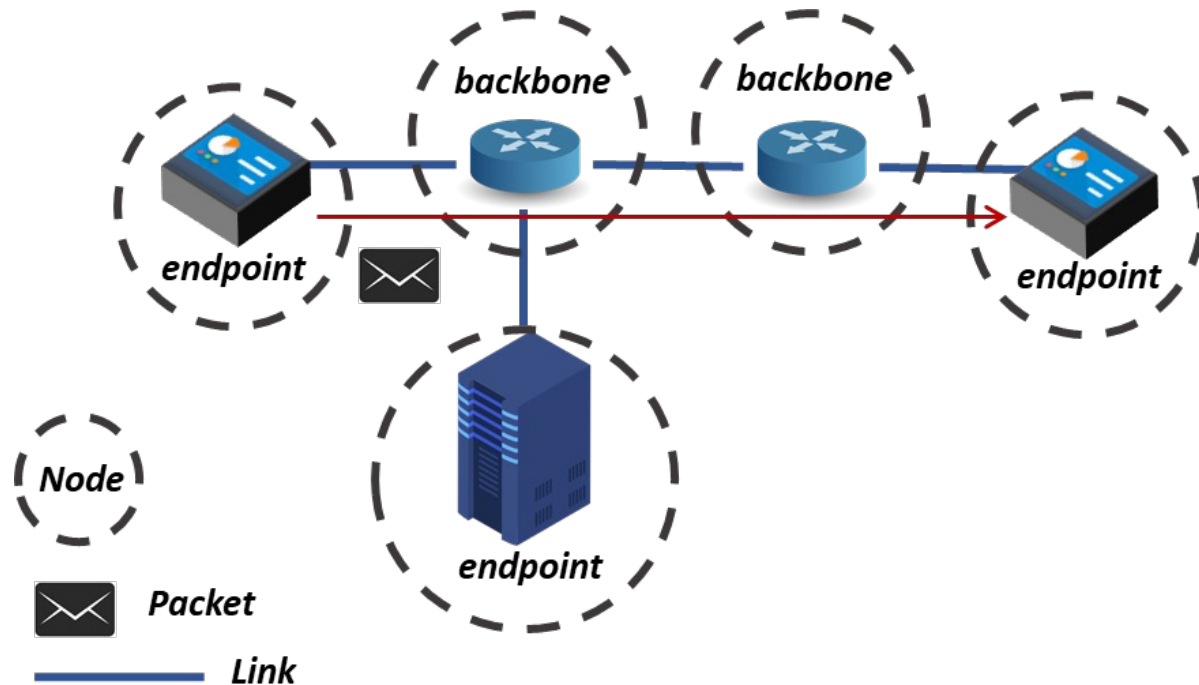 backbone
backbone
endpoint
endpoint
endpoint
Node
Packet
Link